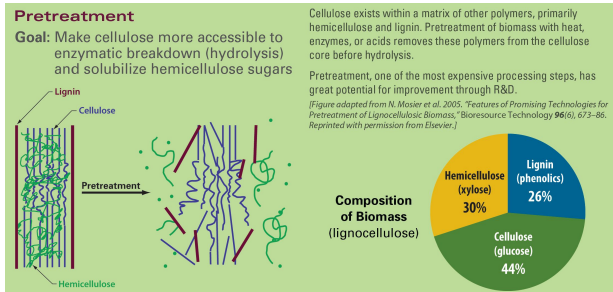 Pretreatment
Goal: Make cellulose more accessible to
enzymatic breakdown (hydrolysis)
and solubilize hemicellulose sugars
Cellulose exists within a matrix of other polymers, primarily
hemicellulose and lignin. Pretreatment of biomass with heat,
enzymes, or acids removes these polymers from the cellulose
core before hydrolysis.
Pretreatment, one of the most expensive processing steps, has
great potential for improvement through R&D.
[Figure adapted from N. Mosier et al. 2005. "Features of Promising Technologies for
Pretreatment of Lignocellulosic Biomass," Bioresource Technology 96(6), 673–86.
Reprinted with permission from Elsevier.]
Lignin
Cellulose
Pretreatment
Hemicellulose
Composition
of Biomass
(lignocellulose)
Hemicellulose
(xylose)
30%
Lignin
(phenolics)
26%
Cellulose
(glucose)
44%